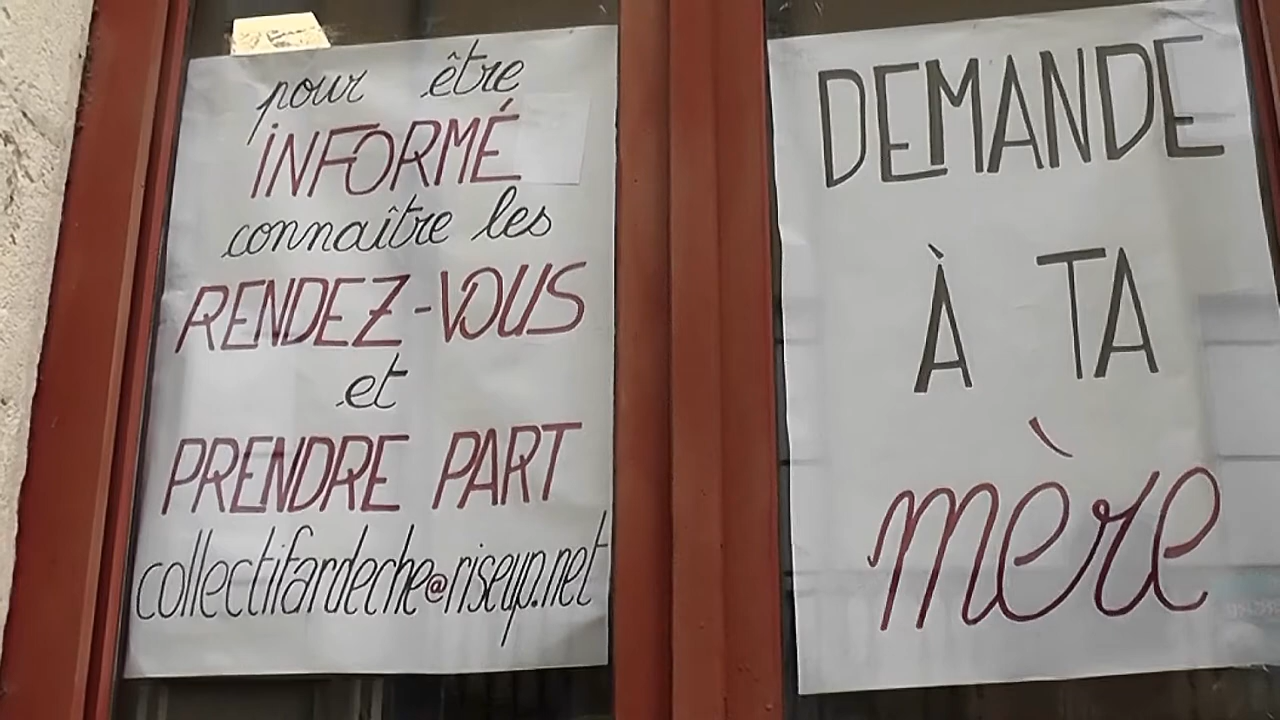 pour être
INFORMÉ
connaître les
RENDEZ-VOUS
et
PRENDRE PART
collectifardeche@riseup.net
DEMANDE
À TA
mère